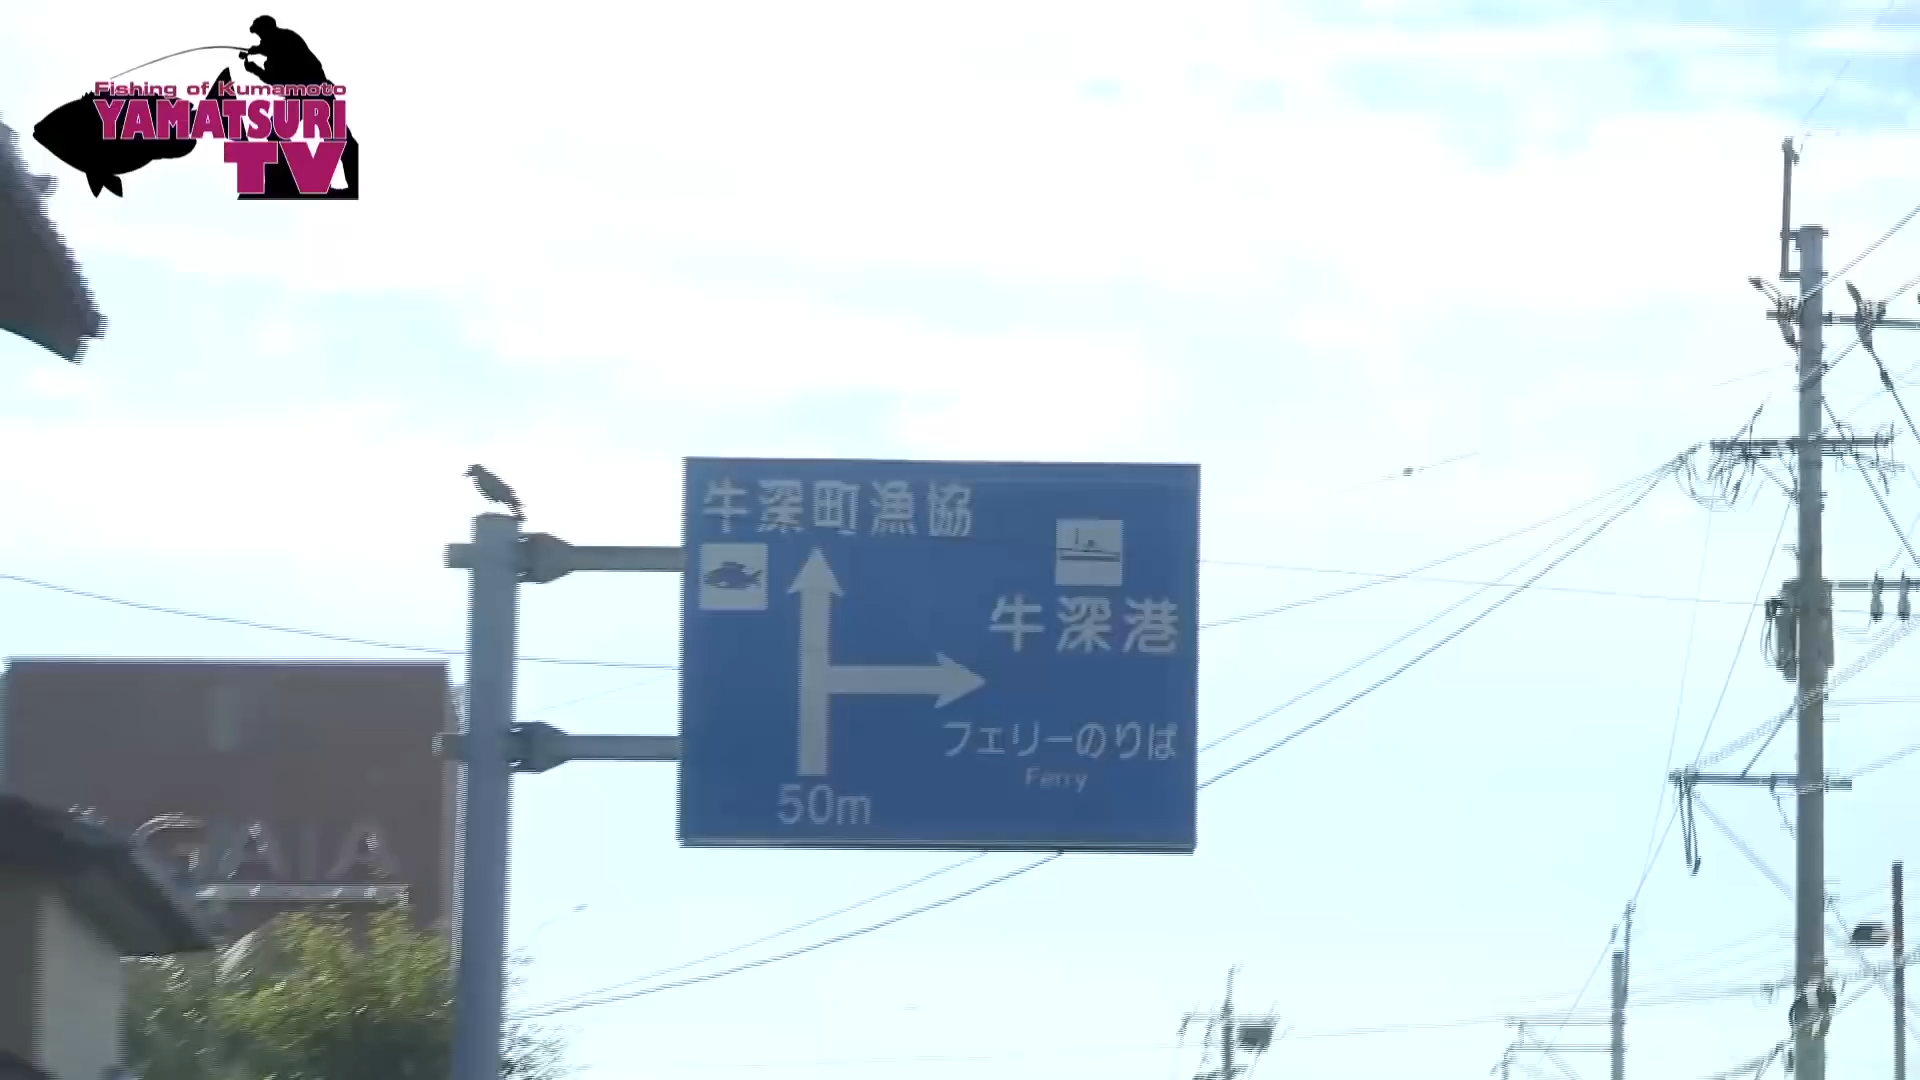 Fishing of Kumamoto
YAMATSURI
TV
牛深町漁協
牛深港
フェリーのりば
Ferry
50m
GAIA